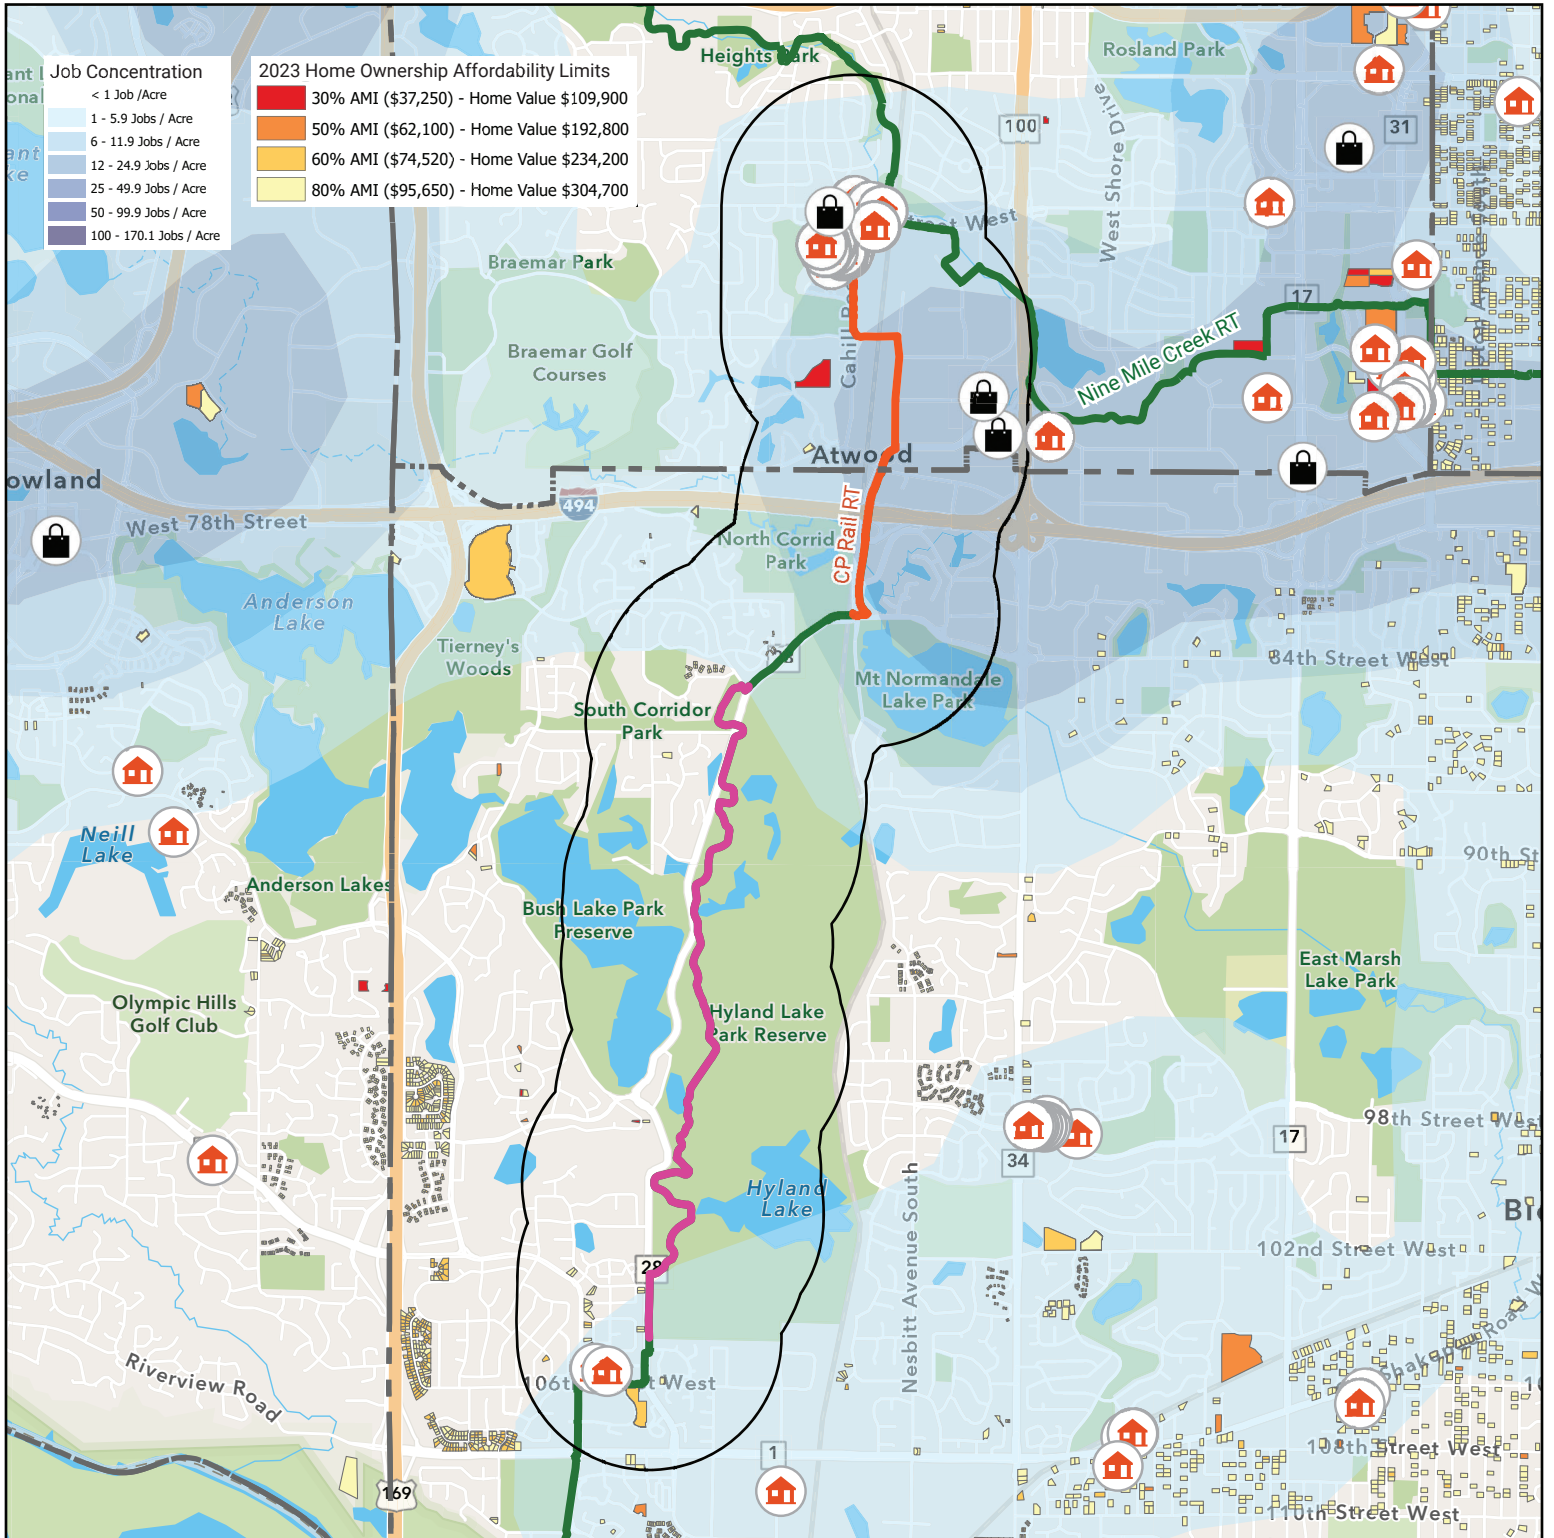 Job Concentration
< 1 Job /Acre
1 - 5.9 Jobs / Acre
6 - 11.9 Jobs / Acre
12 - 24.9 Jobs / Acre
25 - 49.9 Jobs / Acre
50 - 99.9 Jobs / Acre
100 - 170.1 Jobs / Acre
2023 Home Ownership Affordability Limits
30% AMI ($37,250) - Home Value $109,900
50% AMI ($62,100) - Home Value $192,800
60% AMI ($74,520) - Home Value $234,200
80% AMI ($95,650) - Home Value $304,700
Heights
Rosland Park
100
31
West Shore Drive
West
Braemar Park
17
Nine Mile Creek RT
Braemar Golf
Courses
Atwood
owland
494
West 78th Street
CP Rail RT
North Corrid
Park
Anderson
Lake
Tierney's
Woods
84th Street West
Mt Normandale
Lake Park
South Corridor
Park
Neill
Lake
90th St
Anderson Lakes
Bush Lake Park
Preserve
East Marsh
Lake Park
Olympic Hills
Golf Club
Hyland Lake
Park Reserve
98th Street West
17
34
Hyland
Lake
Nesbitt Avenue South
102nd Street West
28
Riverview Road
106th West
108th Street West
1
169
110th Street West